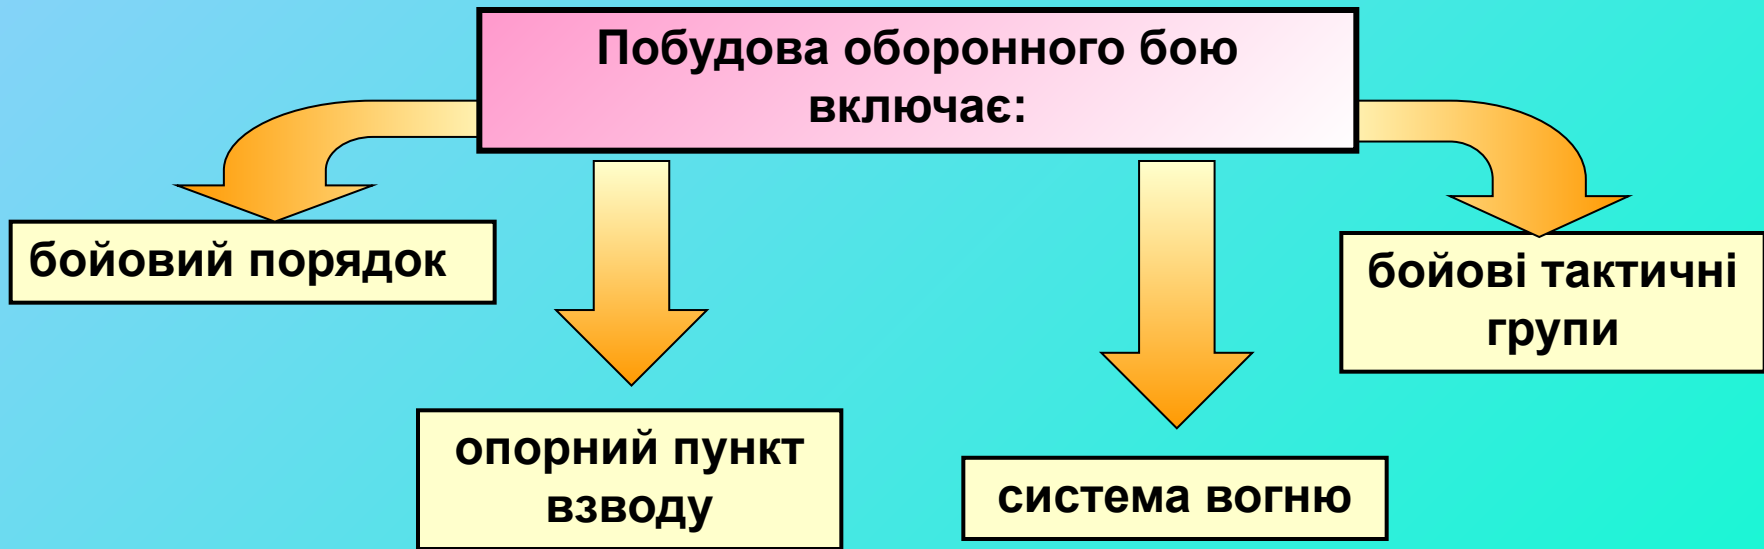 Побудова оборонного бою
включає:
бойовий порядок
опорний пункт
взводу
система вогню
бойові тактичні
групи